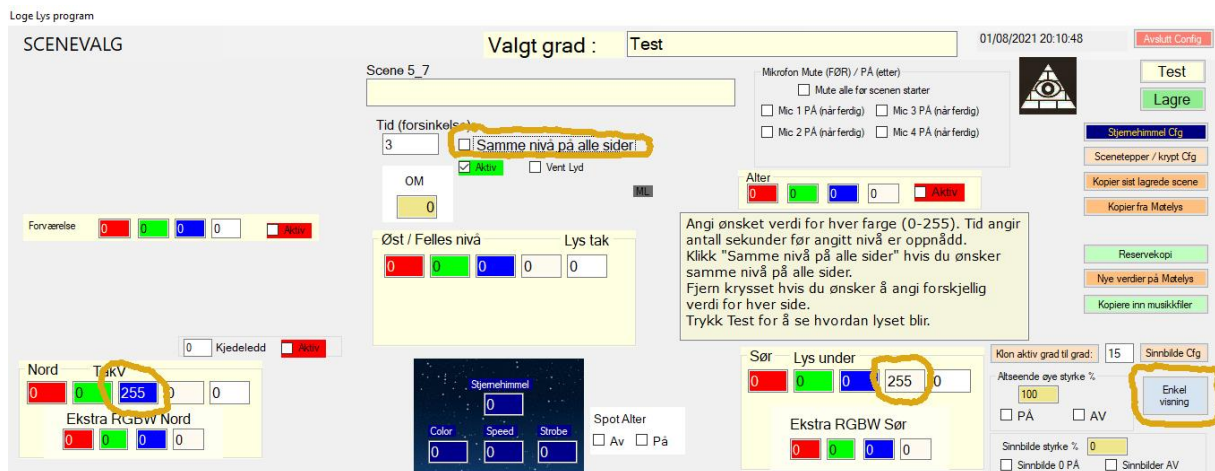 Loge Lys program
SCENEVALG
Valgt grad :
Test
01/08/2021 20:10:48
Avslutt Config
Scene 5_7
Mikrofon Mute (FØR) / PÅ (etter)
Mute alle før scenen starter
Mic 1 PÅ (når ferdig)
Mic 3 PÅ (når ferdig)
Mic 2 PÅ (når ferdig)
Mic 4 PÅ (når ferdig)
Test
Lagre
Tid (forsinkelse)
3
Samme nivå på alle sider
Aktiv
Vent Lyd
ML
OM
0
Stjernehimmel Cfg
Scenetepper / krypt Cfg
Kopier sist lagrede scene
Kopier fra Møtelys
Alter
0 0 0 0
Aktiv
Forværelse
0 0 0 0
Aktiv
Øst / Felles nivå
Lys tak
0 0 0 0 0
Angi ønsket verdi for hver farge (0-255). Tid angir
antall sekunder før angitt nivå er oppnådd.
Klikk "Samme nivå på alle sider" hvis du ønsker
samme nivå på alle sider.
Fjern krysset hvis du ønsker å angi forskjellig
verdi for hver side.
Trykk Test for å se hvordan lyset blir.
Reservekopi
Nye verdier på Møtelys
Kopiere inn musikkfiler
0
Kjedeledd
Aktiv
Nord
TakV
0 0 255 0 0
Ekstra RGBW Nord
0 0 0 0
Stjernehimmel
0
Color
Speed
Strobe
0 0 0
Spot Alter
Av
På
Sør
Lys under
0 0 0 255 0
Ekstra RGBW Sør
0 0 0 0
Klon aktiv grad til grad:
15
Sinnbilde Cfg
Altseende øye styrke %
100
PÅ
AV
Enkel
visning
Sinnbilde styrke %
0
Sinnbilde 0 PÅ
Sinnbilder AV